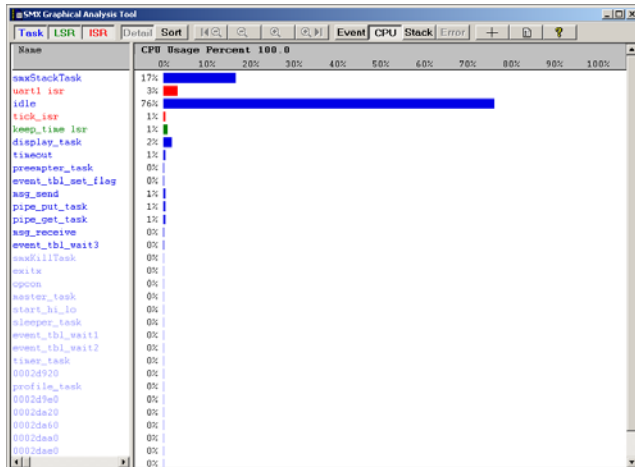 SMX Graphical Analysis Tool
Task LSR ISR Detail Sort Event CPU Stack Error
Name CPU Usage Percent 100.0
0% 10% 20% 30% 40% 50% 60% 70% 80% 90% 100%
smxStackTask 17%
uart1 isr 3%
idle 76%
tick_isr 1%
keep_time lsr 1%
display_task 2%
timeout 1%
preempter_task 0%
event_tbl_set_flag 0%
msg_send 1%
pipe_put_task 1%
pipe_get_task 1%
msg_receive 0%
event_tbl_wait3 0%
smxKillTask 0%
exitx 0%
opcon 0%
master_task 0%
start_hi_lo 0%
sleeper_task 0%
event_tbl_wait1 0%
event_tbl_wait2 0%
timer_task 0%
0002d920 0%
profile_task 0%
0002d9e0 0%
0002da20 0%
0002da60 0%
0002daa0 0%
0002dae0 0%
0%